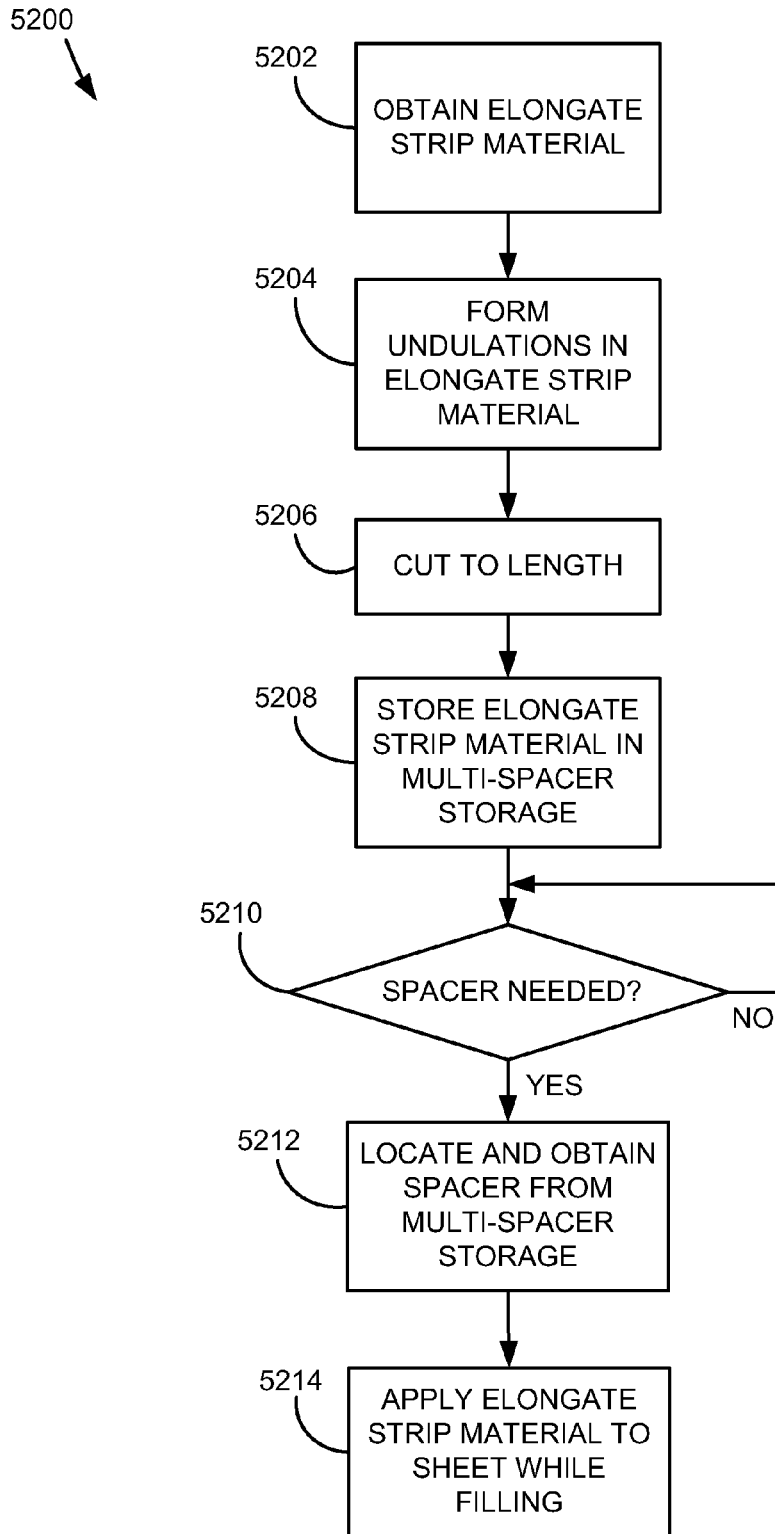 5200
5202
OBTAIN ELONGATE
STRIP MATERIAL
5204
FORM
UNDULATIONS IN
ELONGATE STRIP
MATERIAL
5206
CUT TO LENGTH
5208
STORE ELONGATE
STRIP MATERIAL IN
MULTI-SPACER
STORAGE
5210
SPACER NEEDED?
NO
YES
5212
LOCATE AND OBTAIN
SPACER FROM
MULTI-SPACER
STORAGE
5214
APPLY ELONGATE
STRIP MATERIAL TO
SHEET WHILE
FILLING